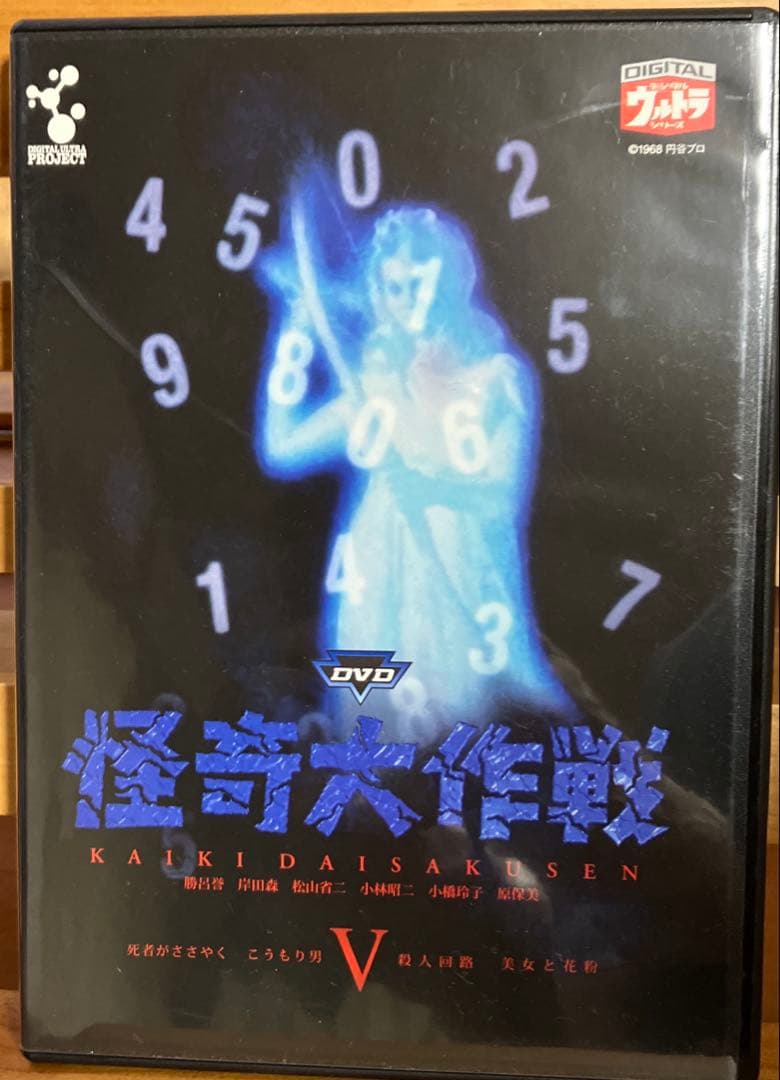 DIGITAL ULTRA
PROJECT
DIGITAL
ウルトラ
シリーズ
©1968 円谷プロ
0
2
4
5
7
5
9
8
0
6
4
1
7
3
8
DVD
怪奇大作戦
5
KAIKI DAISAKUSEN
勝呂誉 岸田森 松山省二 小林昭二 小橋玲子 原保美
死者がささやく こうもり男 V 殺人回路 美女と花粉